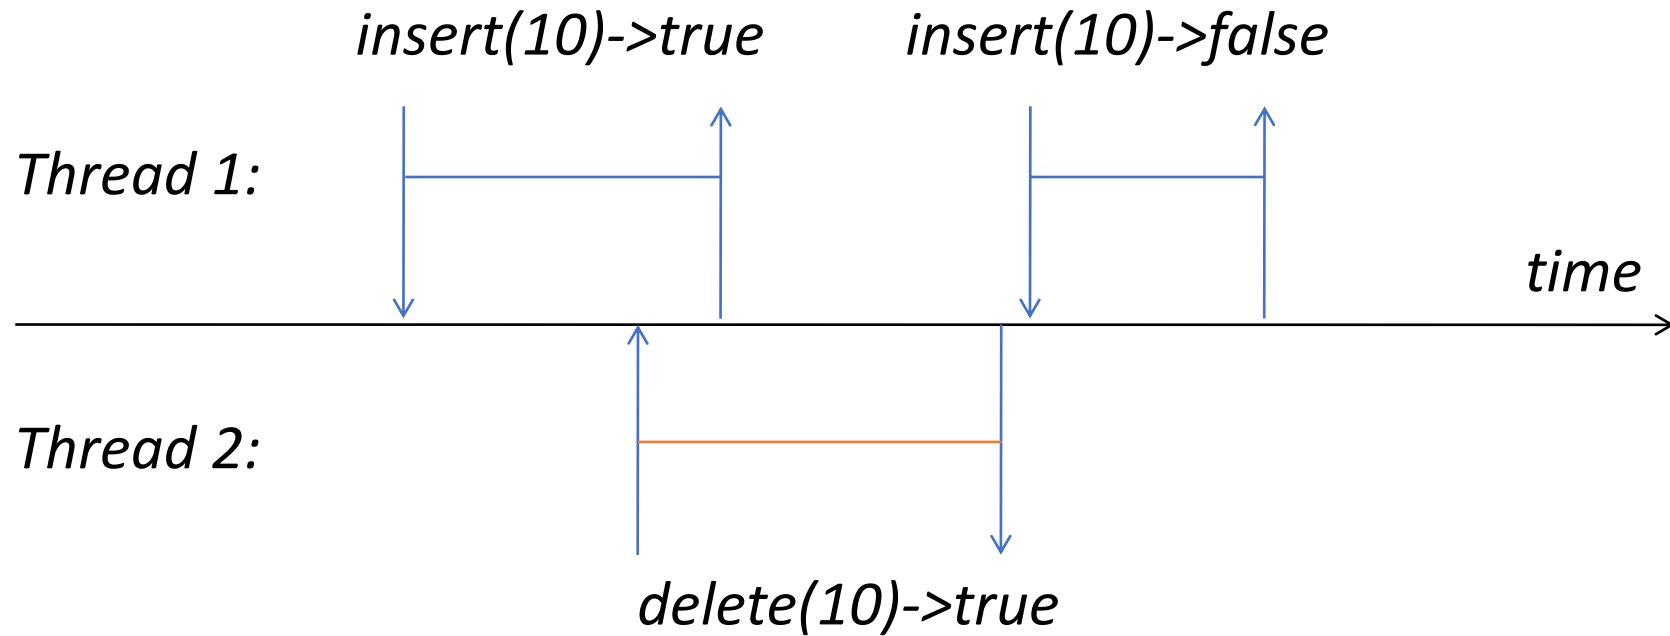 insert(10)->true
insert(10)->false
Thread 1:
time
Thread 2:
delete(10)->true